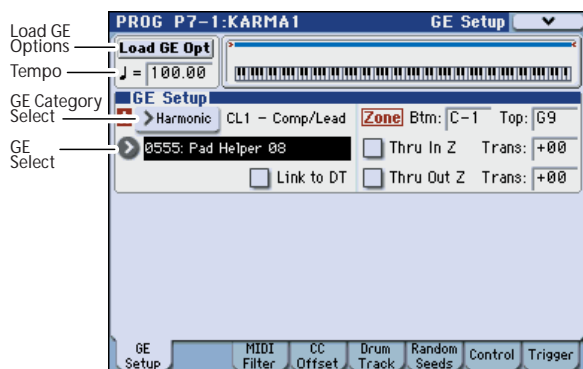 PROG P7-1:KARMA1 GE Setup
Load GE Options
Load GE Opt
Tempo
♩ = 100.00
GE Setup
GE Category Select
A Harmonic CL1 - Comp/Lead Zone Btm: C-1 Top: G9
GE Select
0555: Pad Helper 08 Thru In Z Trans: +00
Link to DT Thru Out Z Trans: +00
GE Setup MIDI Filter CC Offset Drum Track Random Seeds Control Trigger